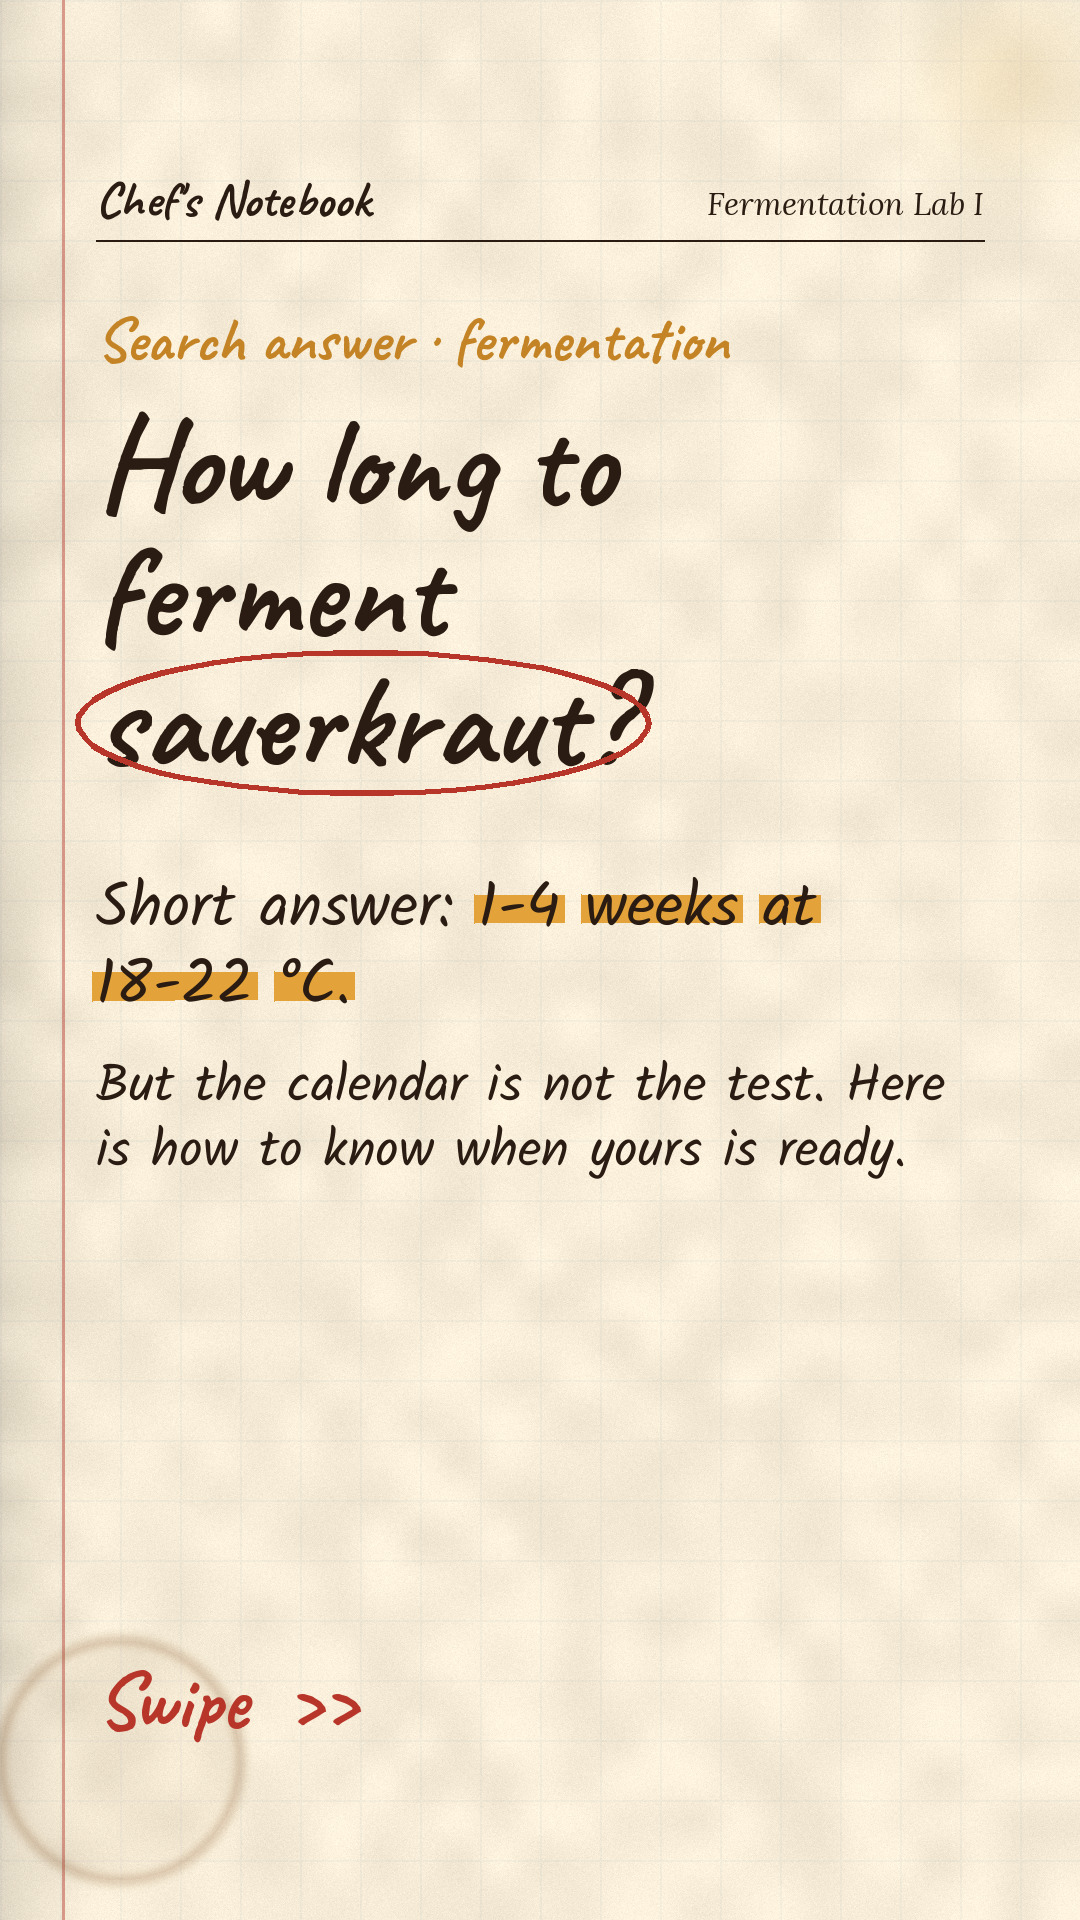 Chef's Notebook
Fermentation Lab I
Search answer · fermentation
How long to
ferment
sauerkraut?
Short answer: 1-4 weeks at
18-22 °C.
But the calendar is not the test. Here
is how to know when yours is ready.
Swipe >>